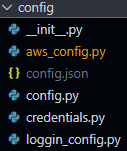 config
__init__.py
aws_config.py
{} config.json
config.py
credentials.py
loggin_config.py